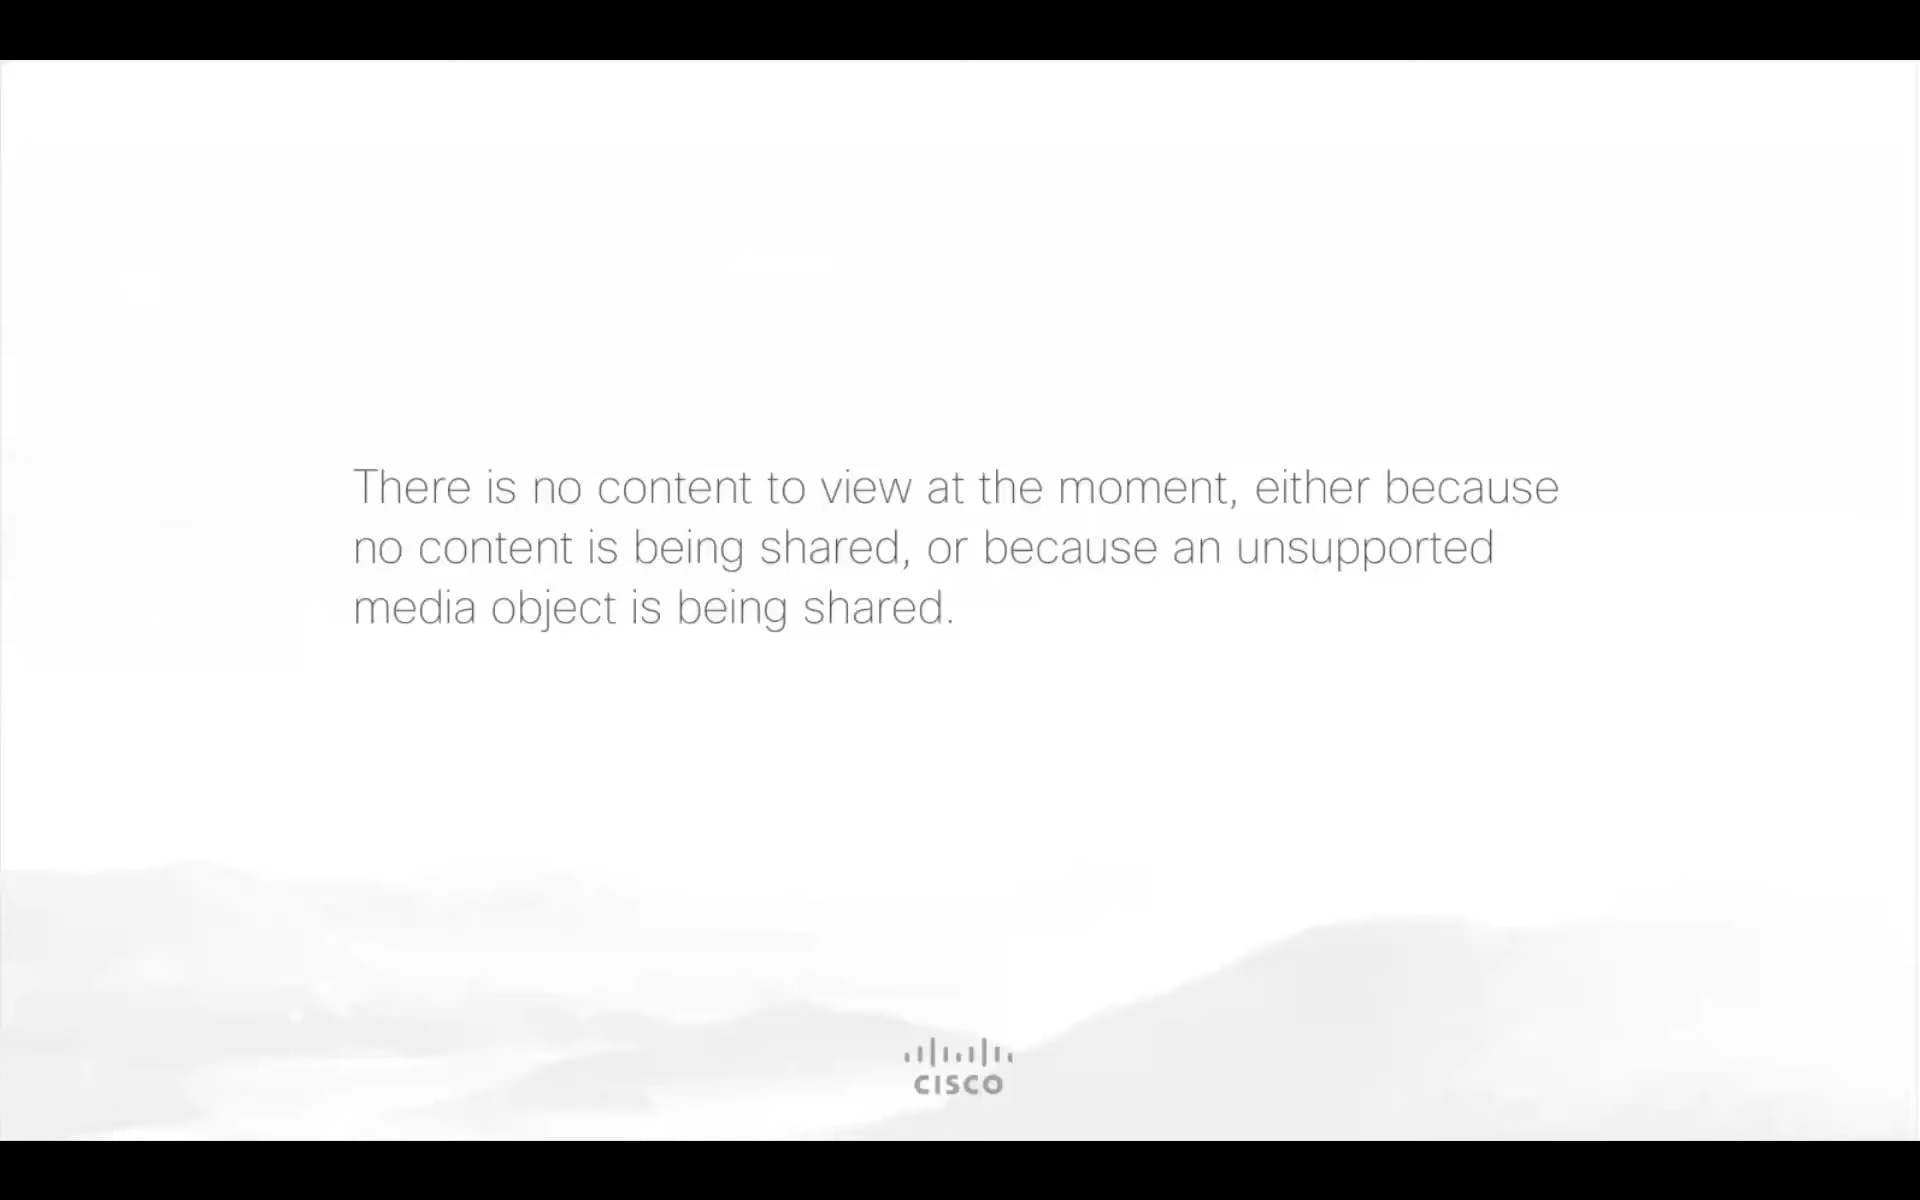 There is no content to view at the moment, either because
no content is being shared, or because an unsupported
media object is being shared.
CISCO